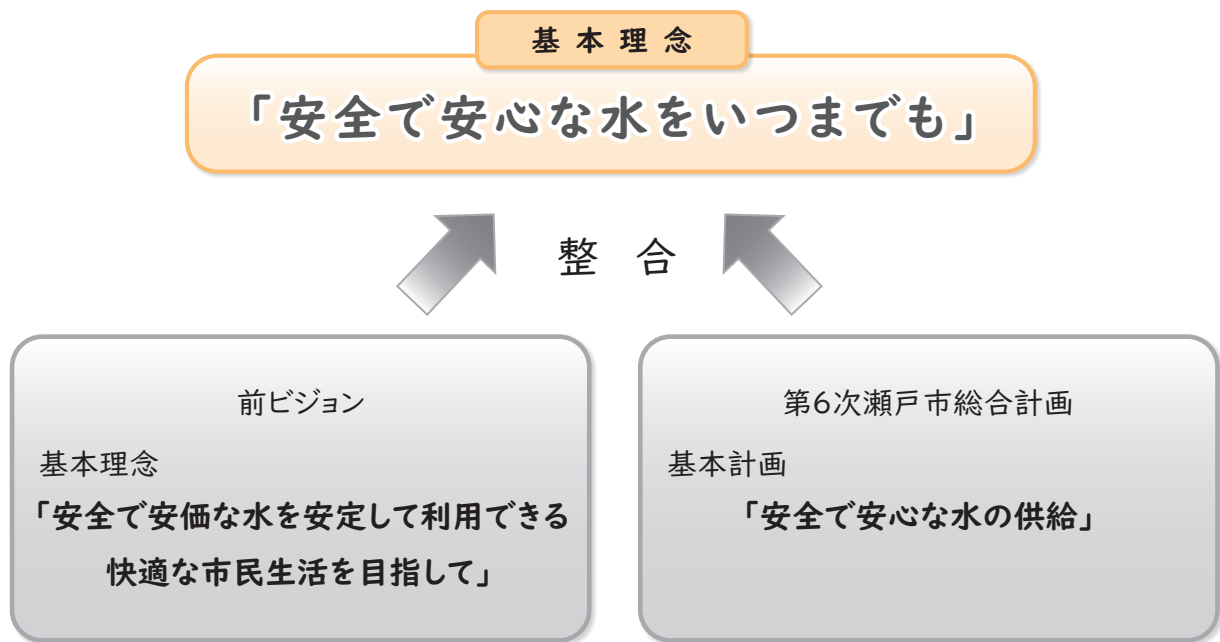 基本理念
「安全で安心な水をいつまでも」
整合
前ビジョン
基本理念
「安全で安価な水を安定して利用できる
快適な市民生活を目指して」
第6次瀬戸市総合計画
基本計画
「安全で安心な水の供給」